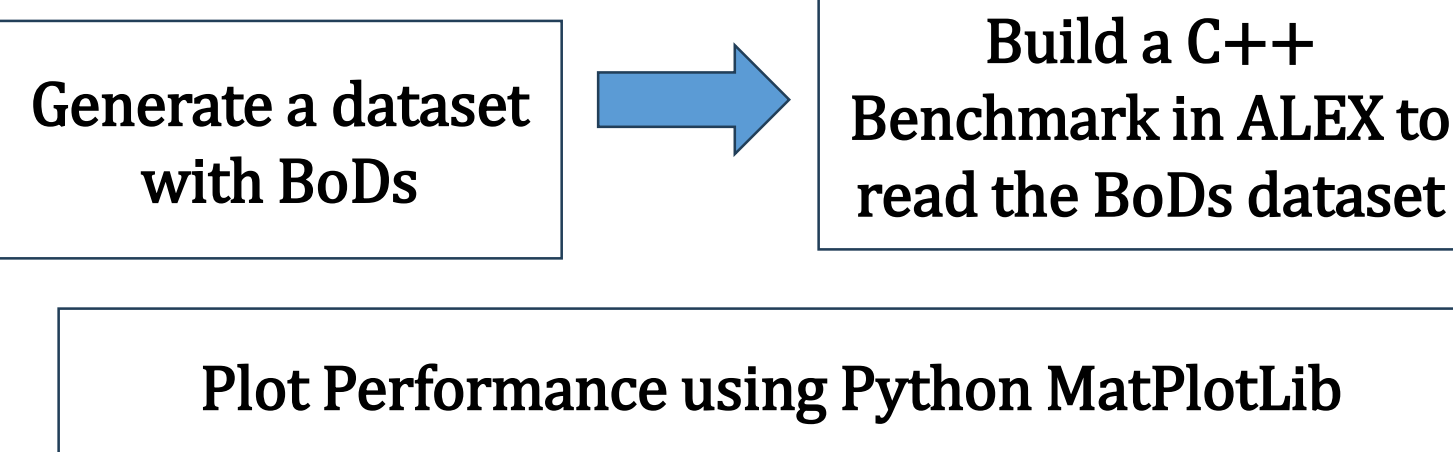 Generate a dataset
with BoDs
Build a C++
Benchmark in ALEX to
read the BoDs dataset
Plot Performance using Python MatPlotLib